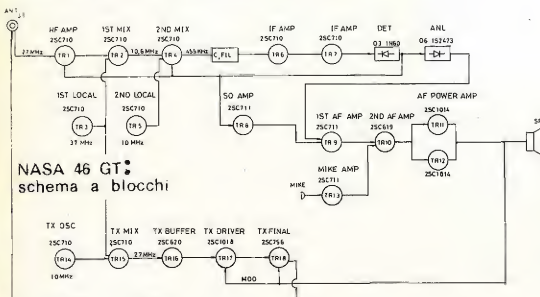 ANT.
HF AMP 1ST MIX 2ND MIX IF AMP IF AMP DET ANL
2SC710 2SC710 2SC710 2SC710 2SC710 D3 1N60 D6 1S2473
27MHz TR1 TR2 10,6MHz TR4 455KHz C,FIL TR6 TR7
AF POWER AMP
1ST LOCAL 2ND LOCAL SQ AMP 1ST AF AMP 2ND AF AMP 2SC1014
2SC710 2SC710 2SC711 2SC711 2SC619 TR11
TR3 TR5 TR8 TR9 TR10
37 MHz 10 MHz TR12
NASA 46 GT: MIKE AMP 2SC1014
schema a blocchi 2SC711
MIKE TR13
TX OSC TX MIX TX BUFFER TX DRIVER TX FINAL
2SC710 2SC710 2SC620 2SC1018 2SC756
TR14 TR15 27MHz TR16 TR17 TR18
10MHz MOD